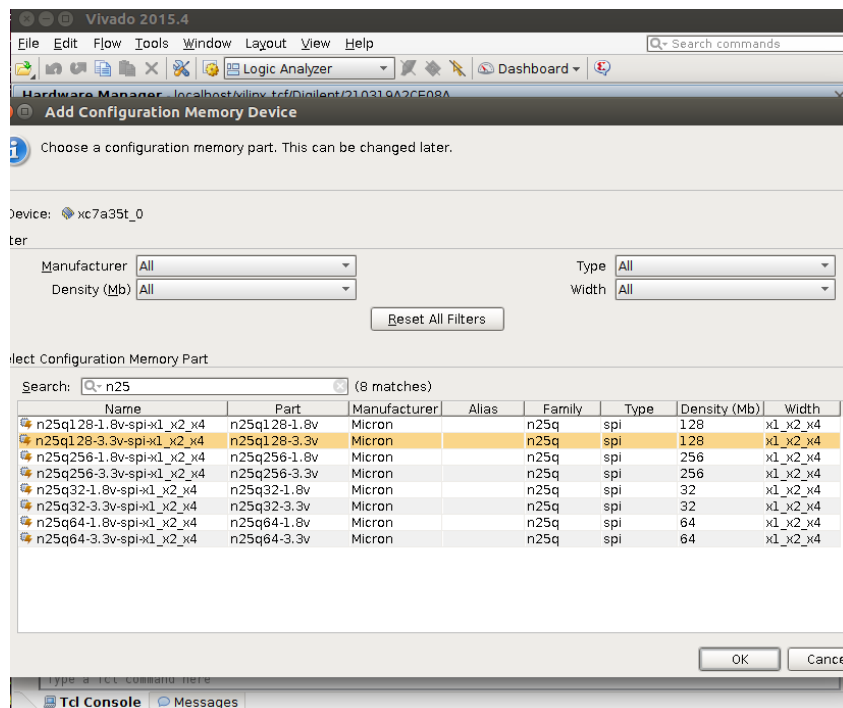 Vivado 2015.4
File Edit Flow Tools Window Layout View Help
Search commands
Logic Analyzer Dashboard
Hardware Manager - localhost/xilinx_tcf/Digilent/210319A2CE08A
Add Configuration Memory Device
Choose a configuration memory part. This can be changed later.
Device: xc7a35t_0
ter
Manufacturer All Type All
Density (Mb) All Width All
Reset All Filters
lect Configuration Memory Part
Search: n25 (8 matches)
Name Part Manufacturer Alias Family Type Density (Mb) Width
n25q128-1.8v-spi-x1_x2_x4 n25q128-1.8v Micron n25q spi 128 x1_x2_x4
n25q128-3.3v-spi-x1_x2_x4 n25q128-3.3v Micron n25q spi 128 x1_x2_x4
n25q256-1.8v-spi-x1_x2_x4 n25q256-1.8v Micron n25q spi 256 x1_x2_x4
n25q256-3.3v-spi-x1_x2_x4 n25q256-3.3v Micron n25q spi 256 x1_x2_x4
n25q32-1.8v-spi-x1_x2_x4 n25q32-1.8v Micron n25q spi 32 x1_x2_x4
n25q32-3.3v-spi-x1_x2_x4 n25q32-3.3v Micron n25q spi 32 x1_x2_x4
n25q64-1.8v-spi-x1_x2_x4 n25q64-1.8v Micron n25q spi 64 x1_x2_x4
n25q64-3.3v-spi-x1_x2_x4 n25q64-3.3v Micron n25q spi 64 x1_x2_x4
OK Cance
Type a Tcl command here
Tcl Console Messages